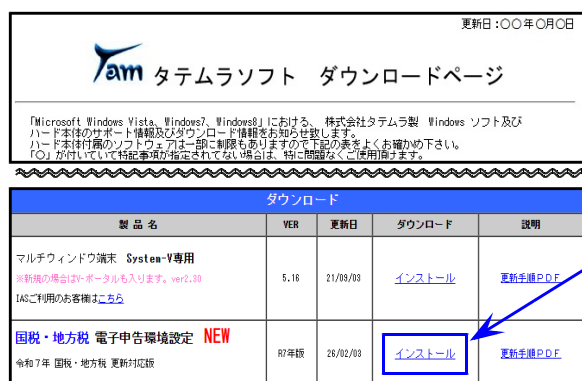 更新日:〇〇年〇月〇日
Tam タテムラソフト ダウンロードページ
「Microsoft Windows Vista、Windows7、Windows8」における、 株式会社タテムラ製 Windows ソフト及び
ハード本体のサポート情報及びダウンロード情報をお知らせ致します。
ハード本体付属のソフトウェアは一部に制限もありますので下記の表をよくお確かめ下さい。
「〇」が付いていて特記事項が指定されてない場合は、特に問題なくご使用頂けます。
ダウンロード
製品名 VER 更新日 ダウンロード 説明
マルチウィンドウ端末 System-V専用
※新規の場合はV-ポータルも入ります。ver2.30
IASご利用のお客様はこちら
5.16 21/09/03 インストール 更新手順PDF
国税・地方税 電子申告環境設定 NEW
令和7年 国税・地方税 更新対応版
R7年版 26/02/03 インストール 更新手順PDF